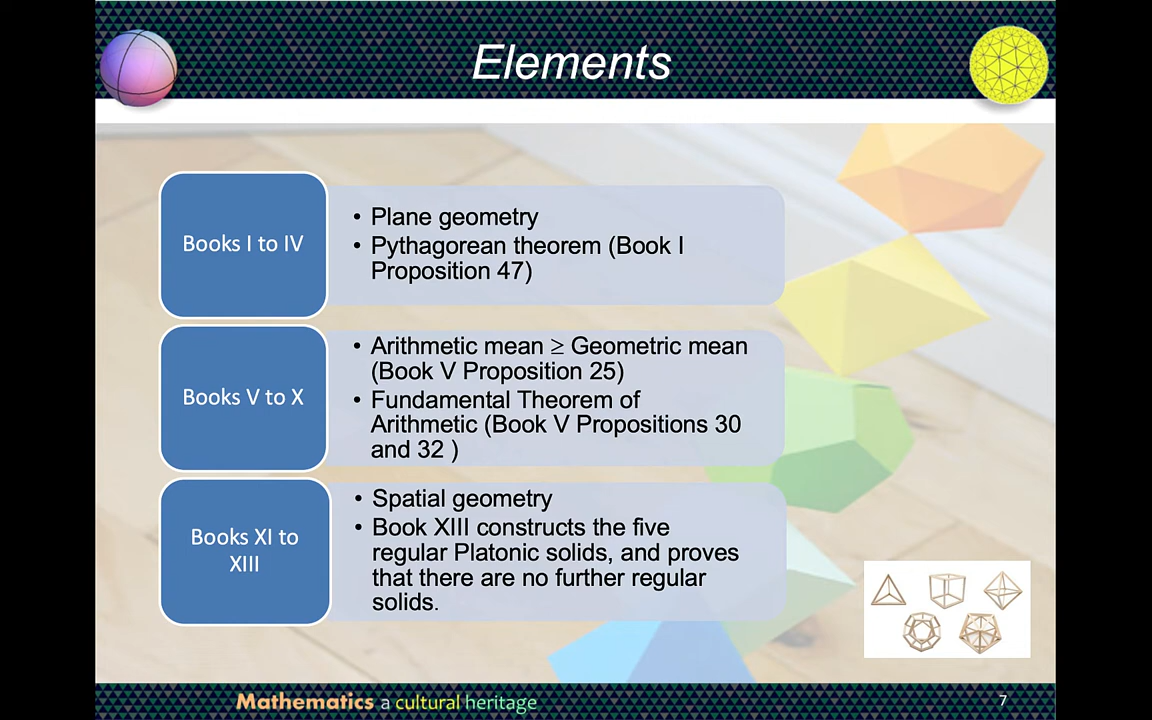 Elements
Books I to IV
• Plane geometry
• Pythagorean theorem (Book I
Proposition 47)
Books V to X
• Arithmetic mean ≥ Geometric mean
(Book V Proposition 25)
• Fundamental Theorem of
Arithmetic (Book V Propositions 30
and 32 )
Books XI to
XIII
• Spatial geometry
• Book XIII constructs the five
regular Platonic solids, and proves
that there are no further regular
solids.
Mathematics a cultural heritage
7